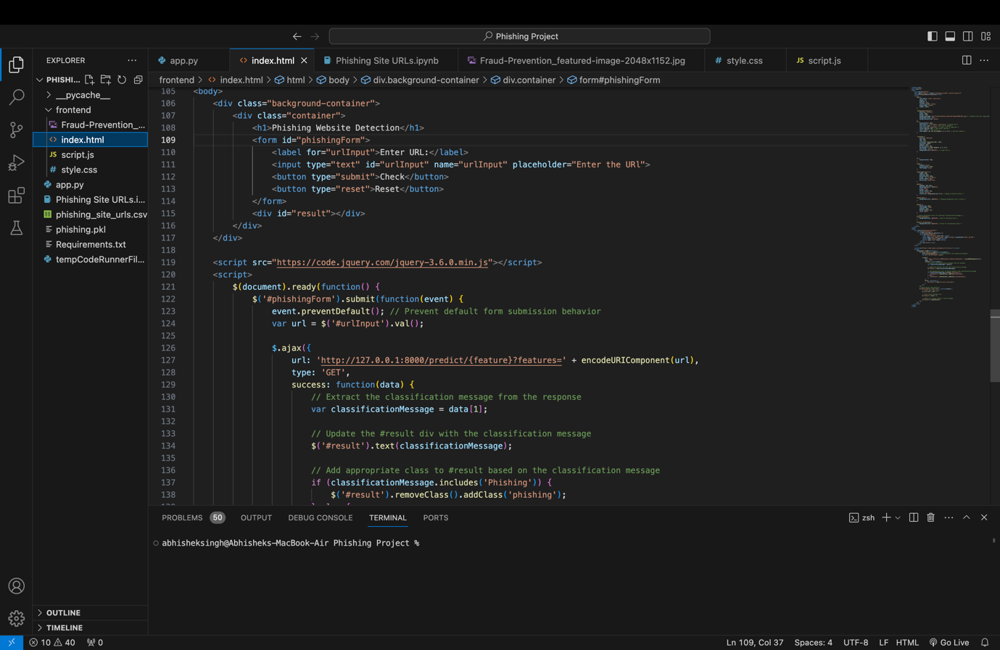 Phishing Project
EXPLORER
PHISHI...
__pycache__
frontend
Fraud-Prevention_...
index.html
JS script.js
# style.css
app.py
Phishing Site URLs.i...
phishing_site_urls.csv
phishing.pkl
Requirements.txt
tempCodeRunnerFil...
OUTLINE
TIMELINE
app.py
<> index.html
Phishing Site URLs.ipynb
Fraud-Prevention_featured-image-2048x1152.jpg
# style.css
JS script.js
frontend > <> index.html > html > body > div.background-container > div.container > form#phishingForm
105 <body>
106 <div class="background-container">
107 <div class="container">
108 <h1>Phishing Website Detection</h1>
109 <form id="phishingForm">
110 <label for="urlInput">Enter URL:</label>
111 <input type="text" id="urlInput" name="urlInput" placeholder="Enter the URl">
112 <button type="submit">Check</button>
113 <button type="reset">Reset</button>
114 </form>
115 <div id="result"></div>
116 </div>
117 </div>
118
119 <script src="https://code.jquery.com/jquery-3.6.0.min.js"></script>
120 <script>
121 $(document).ready(function() {
122 $('#phishingForm').submit(function(event) {
123 event.preventDefault(); // Prevent default form submission behavior
124 var url = $('#urlInput').val();
125
126 $.ajax({
127 url: 'http://127.0.0.1:8000/predict/{feature}?features=' + encodeURIComponent(url),
128 type: 'GET',
129 success: function(data) {
130 // Extract the classification message from the response
131 var classificationMessage = data[1];
132
133 // Update the #result div with the classification message
134 $('#result').text(classificationMessage);
135
136 // Add appropriate class to #result based on the classification message
137 if (classificationMessage.includes('Phishing')) {
138 $('#result').removeClass().addClass('phishing');
PROBLEMS 50 OUTPUT DEBUG CONSOLE TERMINAL PORTS
zsh
abhisheksingh@Abhisheks-MacBook-Air Phishing Project %
10 40 0
Ln 109, Col 37 Spaces: 4 UTF-8 LF HTML Go Live